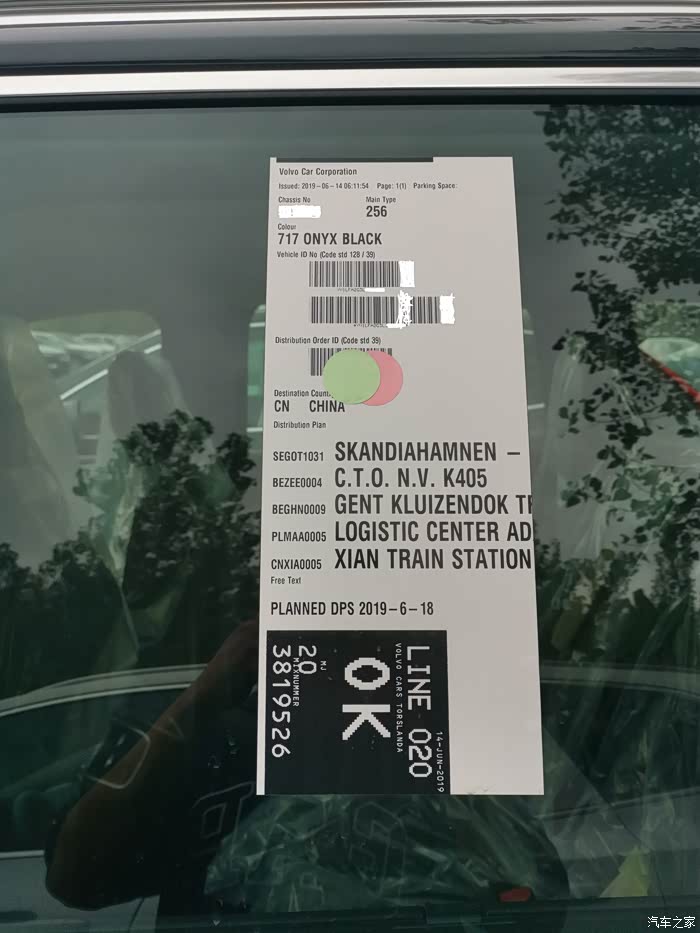 Volvo Car Corporation
Issued: 2019-06-14 06:11:54 Page: 1(1) Parking Space:
Chassis No Main Type
256
Colour
717 ONYX BLACK
Vehicle ID No (Code std 128 / 39)
Distribution Order ID (Code std 39)
Destination
CN CHINA
Distribution Plan
SEGOT1031 SKANDIAHAMNEN –
BEZEE0004 C.T.O. N.V. K405
BEGHN0009 GENT KLUIZENDOK
PLMAA0005 LOGISTIC CENTER AD
CNXIA0005 XIAN TRAIN STATION
Free Text
PLANNED DPS 2019-6-18
14-JUN-2019
LINE 020
VOLVO CARS TORSLANDA
OK
MJ
20
MIXNUMMER
3819526
汽车之家